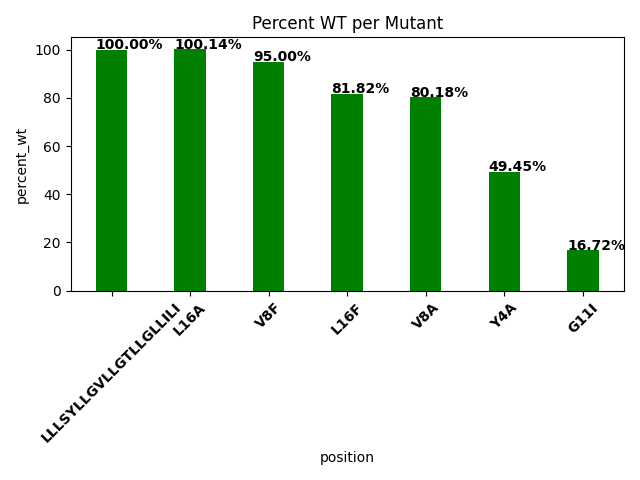 Percent WT per Mutant
percent_wt
100
80
60
40
20
0
100.00%
100.14%
95.00%
81.82%
80.18%
49.45%
16.72%
LLLSYLLGVLLGTLLGLLILI
L16A
V8F
L16F
V8A
Y4A
G11I
position